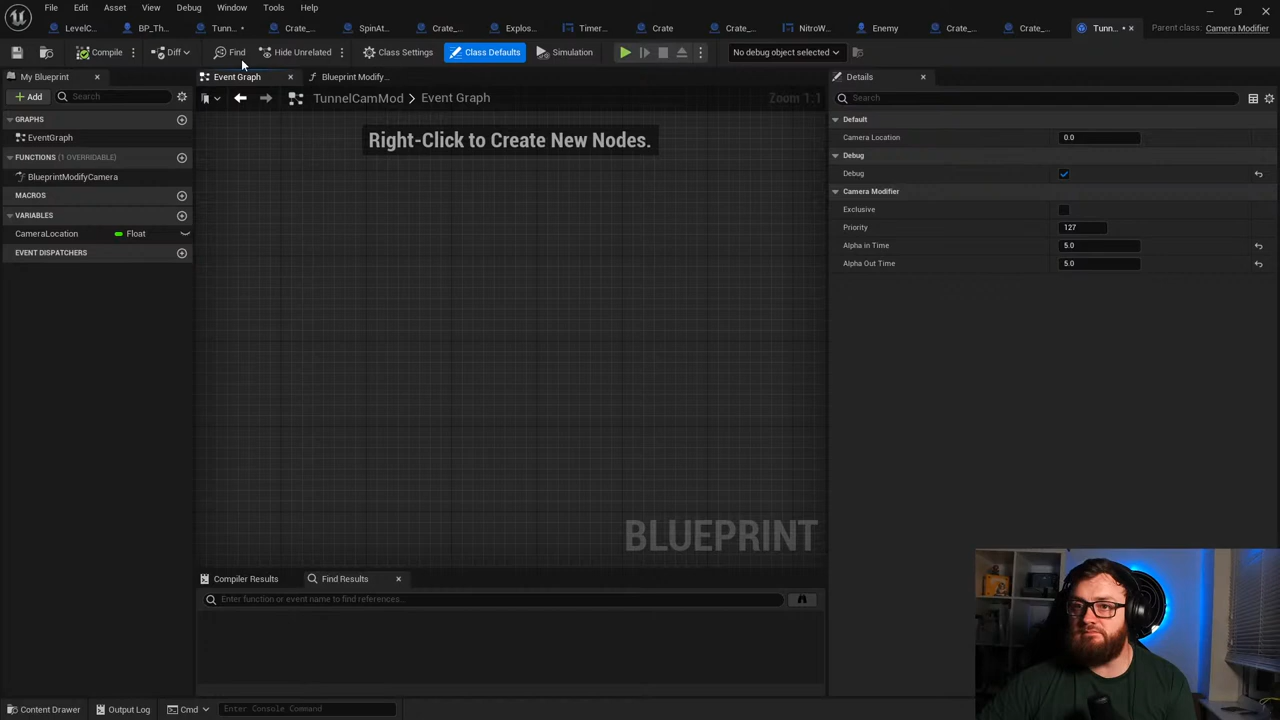 File Edit Asset View Debug Window Tools Help
LevelC... BP_Th... Tunn... • Crate_... SpinAt... Crate_... Explos... Timer... Crate Crate_... NitroW... Enemy Crate_... Crate_... Tunn... • Parent class: Camera Modifier
Compile Diff Find Hide Unrelated Class Settings Class Defaults Simulation No debug object selected
My Blueprint
Add Search
GRAPHS
EventGraph
FUNCTIONS (1 OVERRIDABLE)
BlueprintModifyCamera
MACROS
VARIABLES
CameraLocation Float
EVENT DISPATCHERS
Event Graph Blueprint Modify...
TunnelCamMod > Event Graph Zoom 1:1
Right-Click to Create New Nodes.
BLUEPRINT
Compiler Results Find Results
Enter function or event name to find references...
Details
Search
Default
Camera Location 0.0
Debug
Debug
Camera Modifier
Exclusive
Priority 127
Alpha in Time 5.0
Alpha Out Time 5.0
Content Drawer Output Log Cmd Enter Console Command